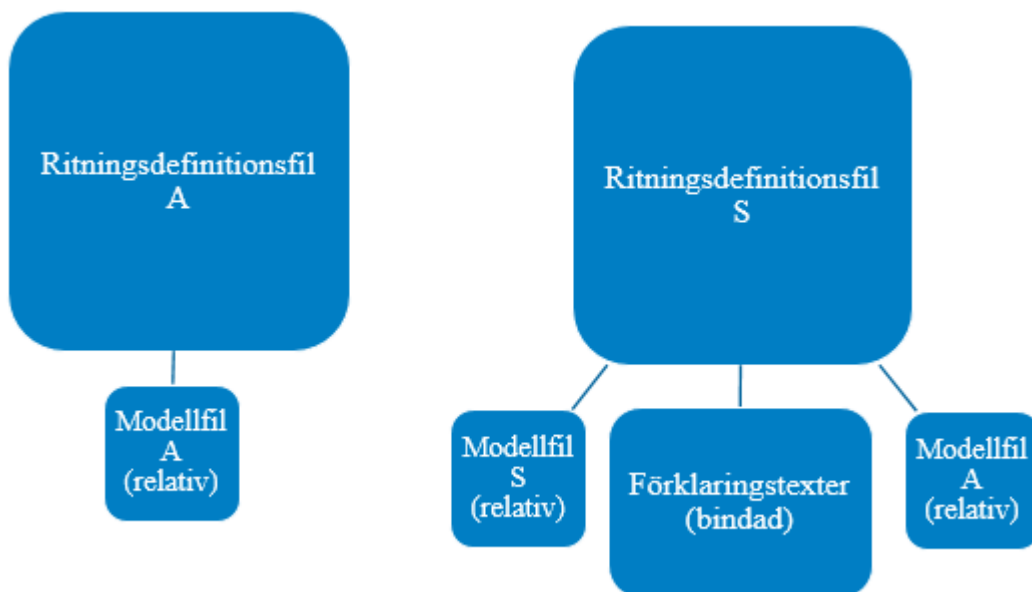 Ritningsdefinitionsfil
A
Ritningsdefinitionsfil
S
Modellfil
A
(relativ)
Modellfil
S
(relativ)
Förklaringstexter
(bindad)
Modellfil
A
(relativ)